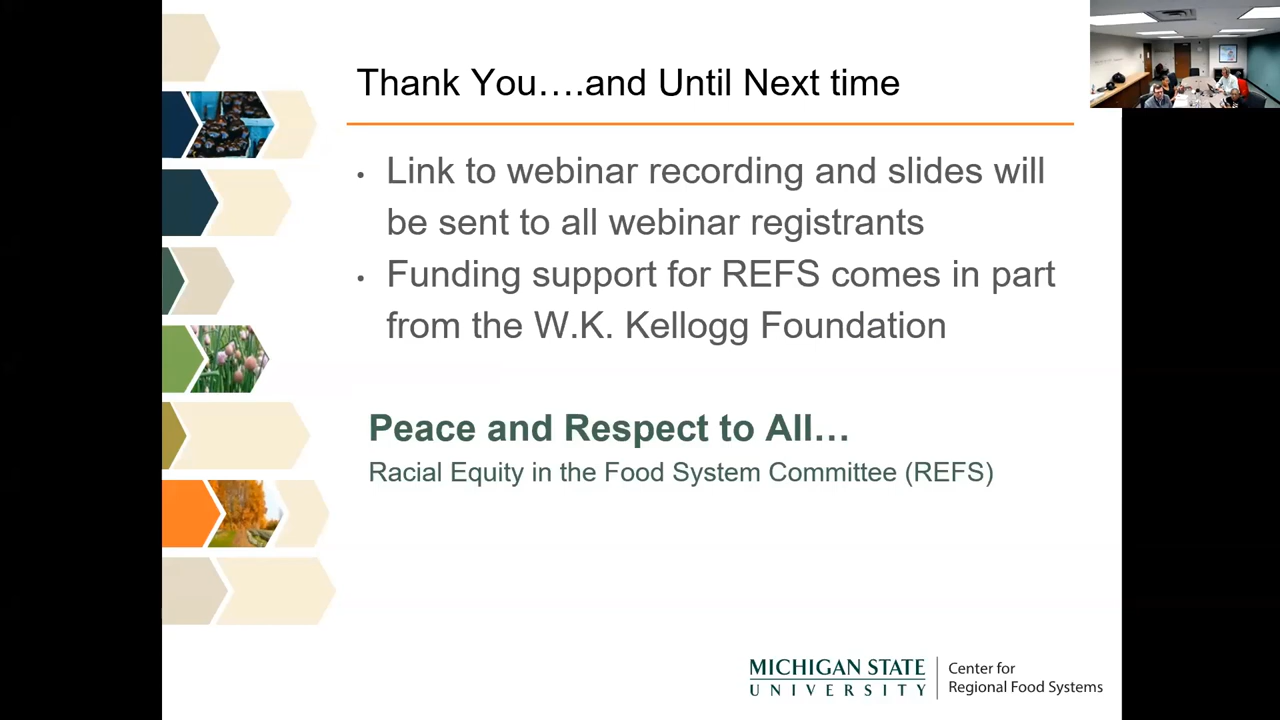 Thank You….and Until Next time
• Link to webinar recording and slides will
be sent to all webinar registrants
• Funding support for REFS comes in part
from the W.K. Kellogg Foundation
Peace and Respect to All…
Racial Equity in the Food System Committee (REFS)
MICHIGAN STATE
UNIVERSITY
Center for
Regional Food Systems